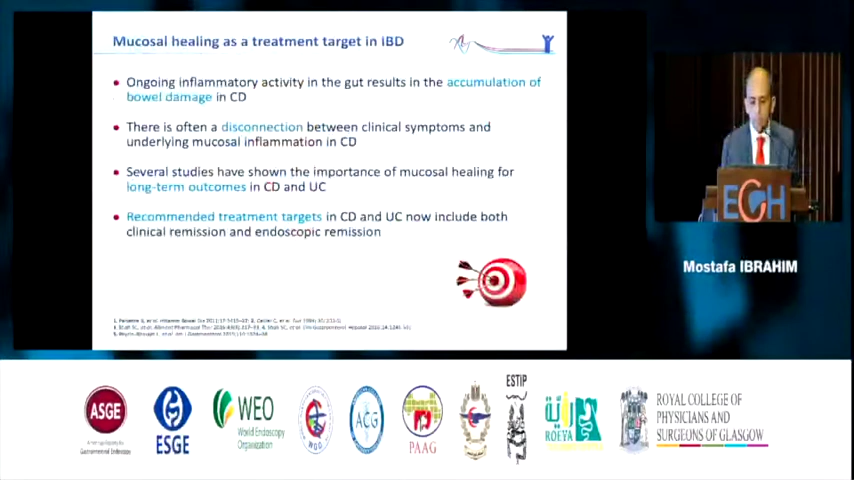 Mucosal healing as a treatment target in IBD
Ongoing inflammatory activity in the gut results in the accumulation of
bowel damage in CD
There is often a disconnection between clinical symptoms and
underlying mucosal inflammation in CD
Several studies have shown the importance of mucosal healing for
long-term outcomes in CD and UC
Recommended treatment targets in CD and UC now include both
clinical remission and endoscopic remission
EGH
Mostafa IBRAHIM
ASGE
ESGE
WEO
World Endoscopy
Organization
WGO
ACG
PAAG
ESTIP
رؤية
ROEYA
ROYAL COLLEGE OF
PHYSICIANS AND
SURGEONS OF GLASGOW